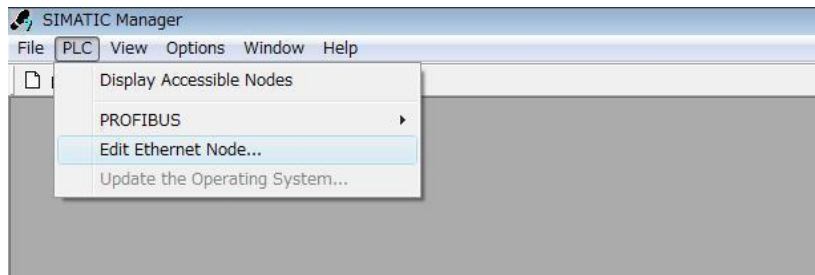 SIMATIC Manager
File PLC View Options Window Help
Display Accessible Nodes
PROFIBUS
Edit Ethernet Node...
Update the Operating System...